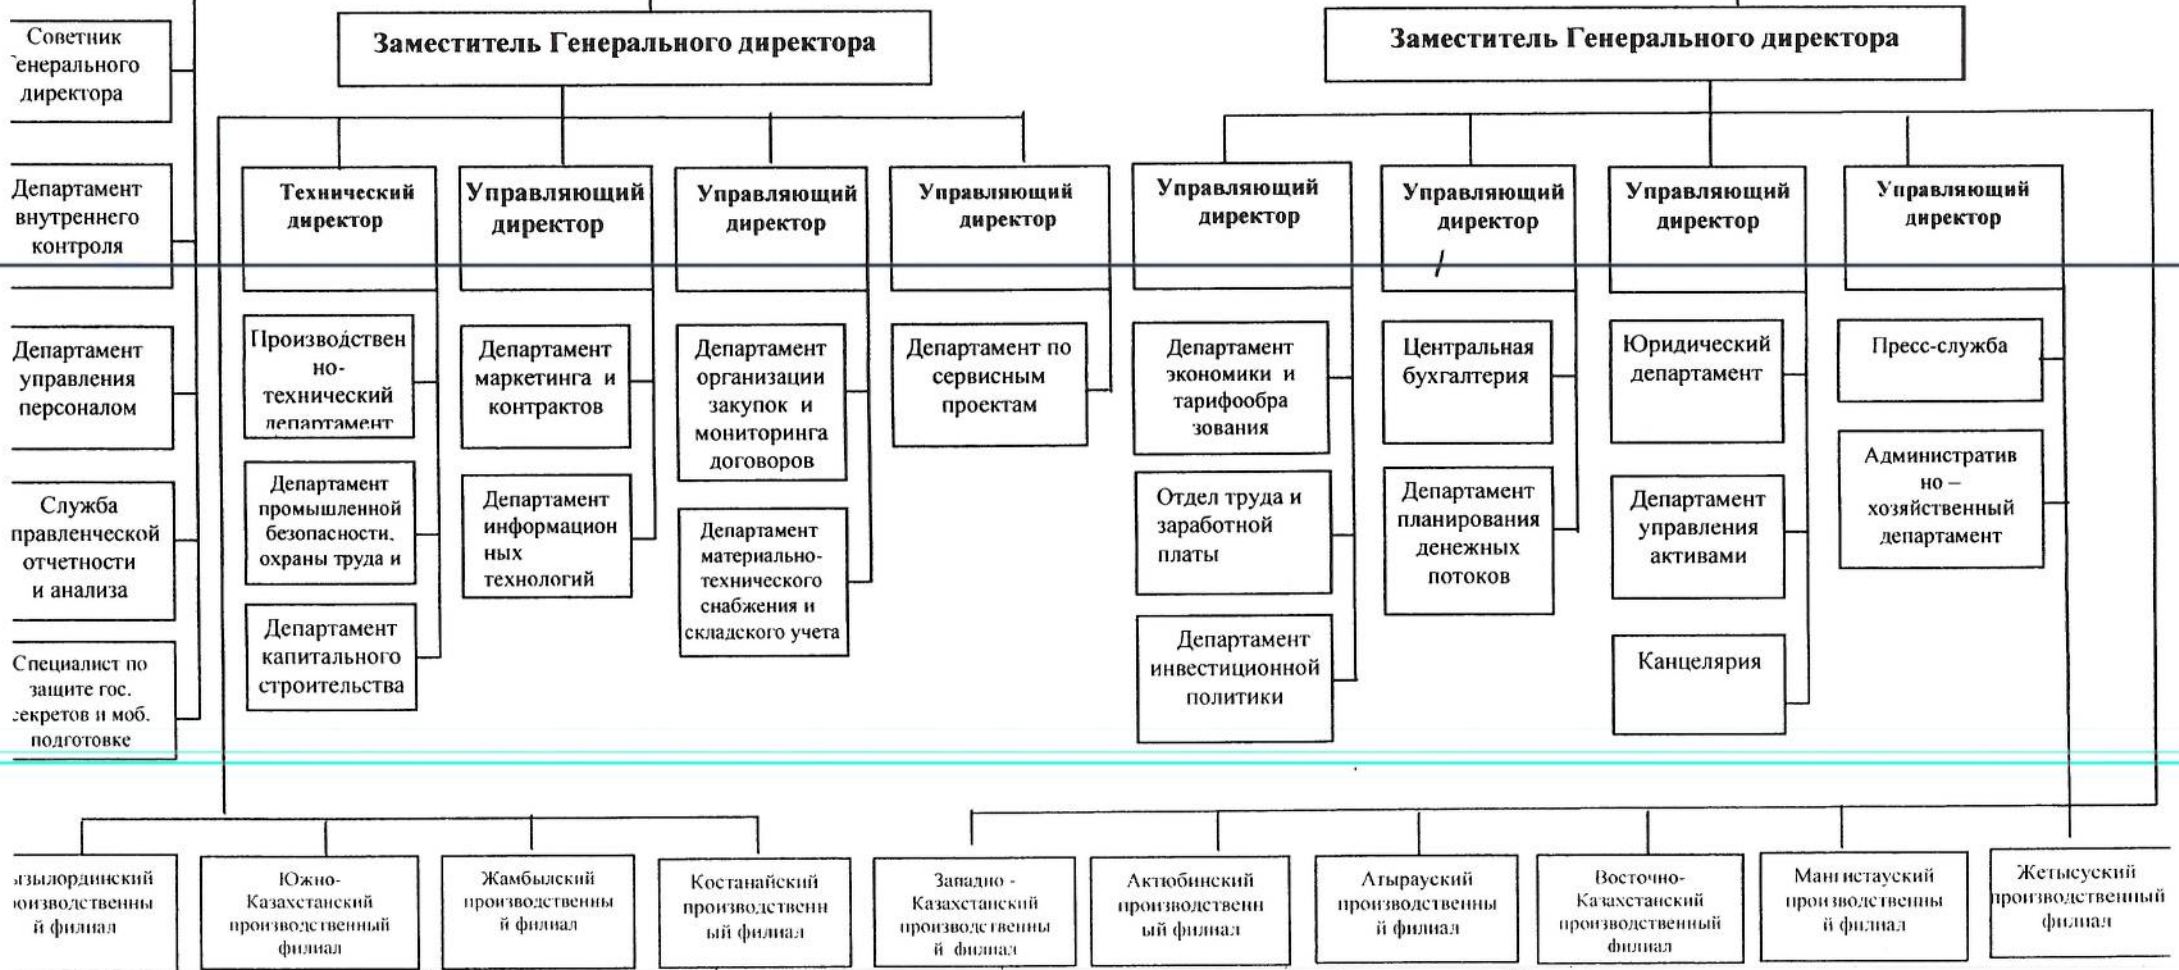 Советник
енерального
директора
Департамент
внутреннего
контроля
Департамент
управления
персоналом
Служба
правленческой
отчетности
и анализа
Специалист по
защите гос.
секретов и моб.
подготовке
Заместитель Генерального директора
Технический
директор
Производствен
но-
технический
департамент
Департамент
промышленной
безопасности,
охраны труда и
Департамент
капитального
строительства
Управляющий
директор
Департамент
маркетинга и
контрактов
Департамент
информацион
ных
технологий
Управляющий
директор
Департамент
организации
закупок и
мониторинга
договоров
Департамент
материально-
технического
снабжения и
складского учета
Управляющий
директор
Департамент по
сервисным
проектам
Заместитель Генерального директора
Управляющий
директор
Департамент
экономики и
тарифообра
зования
Отдел труда и
заработной
платы
Департамент
инвестиционной
политики
Управляющий
директор
Центральная
бухгалтерия
Департамент
планирования
денежных
потоков
Управляющий
директор
Юридический
департамент
Департамент
управления
активами
Канцелярия
Управляющий
директор
Пресс-служба
Административ
но –
хозяйственный
департамент
ызылординский
оизводственны
й филиал
Южно-
Казахстанский
производственный
филиал
Жамбылский
производственны
й филиал
Костанайский
производственн
ый филиал
Западно -
Казахстанский
производственны
й филиал
Актюбинский
производственн
ый филиал
Атырауский
производственны
й филиал
Восточно-
Казахстанский
производственный
филиал
Мангистауский
производственны
й филиал
Жетысуский
производственный
филиал